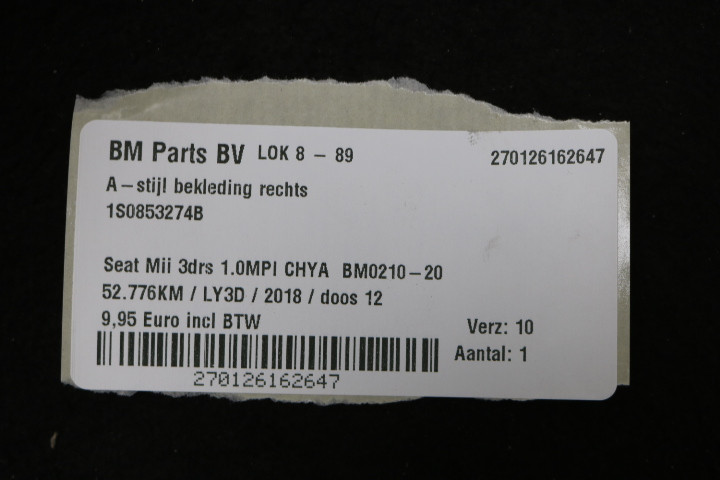 BM Parts BV LOK 8 - 89 270126162647
A-stijl bekleding rechts
1S0853274B
Seat Mii 3drs 1.0MPI CHYA BM0210-20
52.776KM / LY3D / 2018 / doos 12
9,95 Euro incl BTW
Verz: 10
Aantal: 1
270126162647